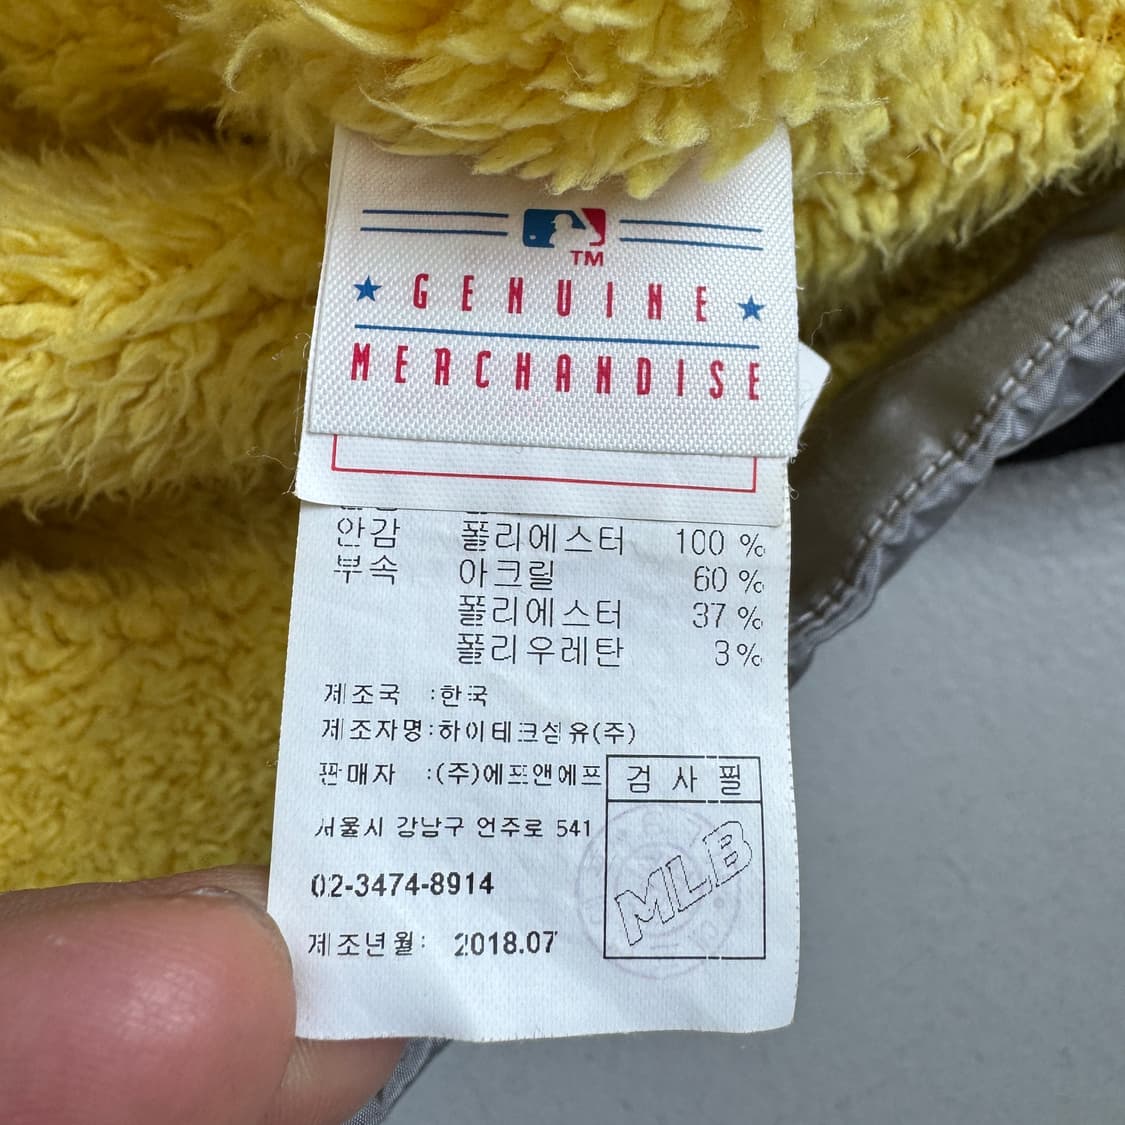 TM
GENUINE
MERCHANDISE
안감 폴리에스터 100 %
부속 아크릴 60 %
폴리에스터 37 %
폴리우레탄 3%
제조국 :한국
제조자명:하이테크섬유(주)
판매자 :(주)에프앤에프
검사필
서울시 강남구 언주로 541
MLB
02-3474-8914
제조년월: 2018.07